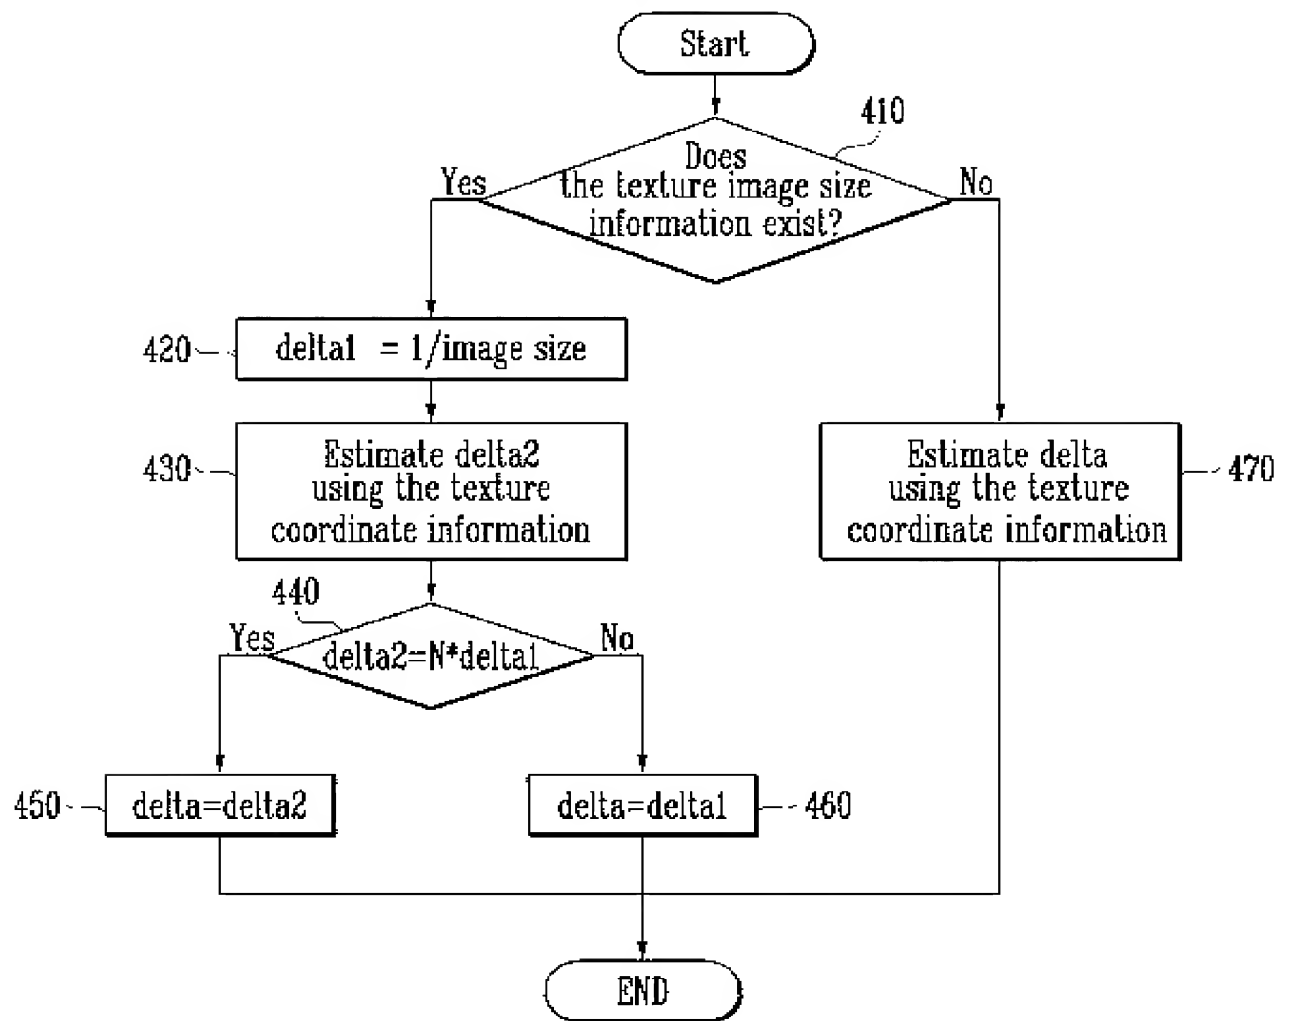 Start
410
Does
the texture image size
information exist?
Yes
No
420
delta1 = 1/image size
430
Estimate delta2
using the texture
coordinate information
Estimate delta
using the texture
coordinate information
470
440
Yes
delta2=N*delta1
No
450
delta=delta2
delta=delta1
460
END